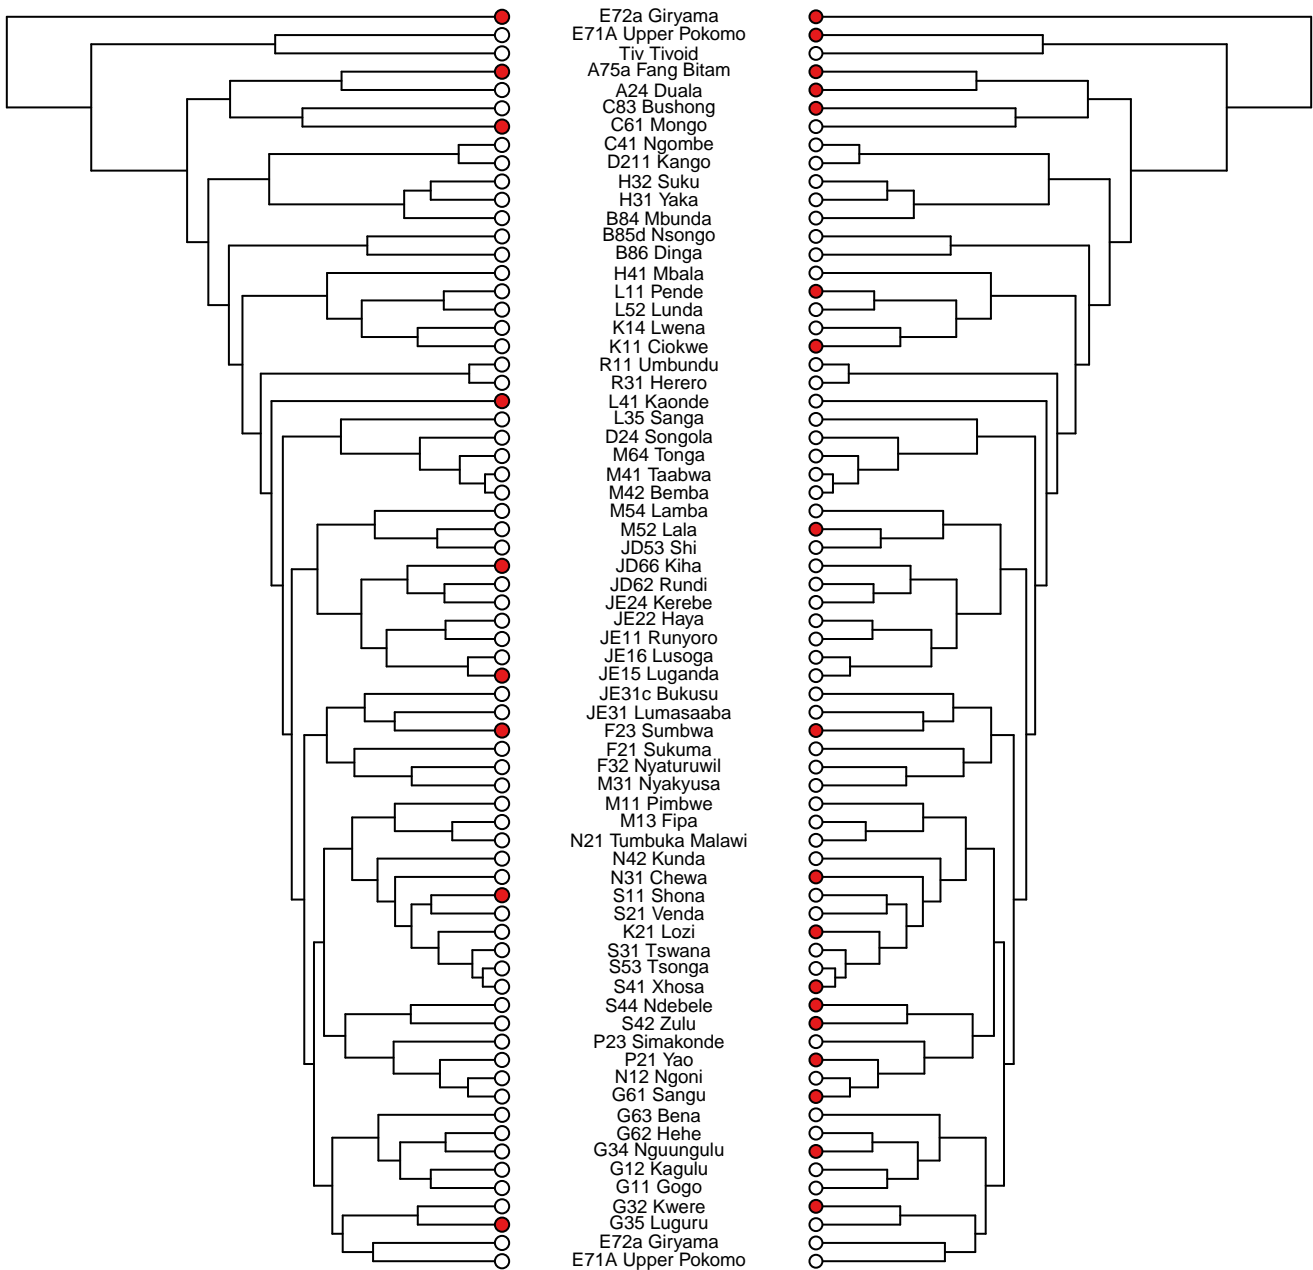 E72a Giryama
E71A Upper Pokomo
Tiv Tivoid
A75a Fang Bitam
A24 Duala
C83 Bushong
C61 Mongo
C41 Ngombe
D211 Kango
H32 Suku
H31 Yaka
B84 Mbunda
B85d Nsongo
B86 Dinga
H41 Mbala
L11 Pende
L52 Lunda
K14 Lwena
K11 Ciokwe
R11 Umbundu
R31 Herero
L41 Kaonde
L35 Sanga
D24 Songola
M64 Tonga
M41 Taabwa
M42 Bemba
M54 Lamba
M52 Lala
JD53 Shi
JD66 Kiha
JD62 Rundi
JE24 Kerebe
JE22 Haya
JE11 Runyoro
JE16 Lusoga
JE15 Luganda
JE31c Bukusu
JE31 Lumasaaba
F23 Sumbwa
F21 Sukuma
F32 Nyaturuwil
M31 Nyakyusa
M11 Pimbwe
M13 Fipa
N21 Tumbuka Malawi
N42 Kunda
N31 Chewa
S11 Shona
S21 Venda
K21 Lozi
S31 Tswana
S53 Tsonga
S41 Xhosa
S44 Ndebele
S42 Zulu
P23 Simakonde
P21 Yao
N12 Ngoni
G61 Sangu
G63 Bena
G62 Hehe
G34 Nguungulu
G12 Kagulu
G11 Gogo
G32 Kwere
G35 Luguru
E72a Giryama
E71A Upper Pokomo